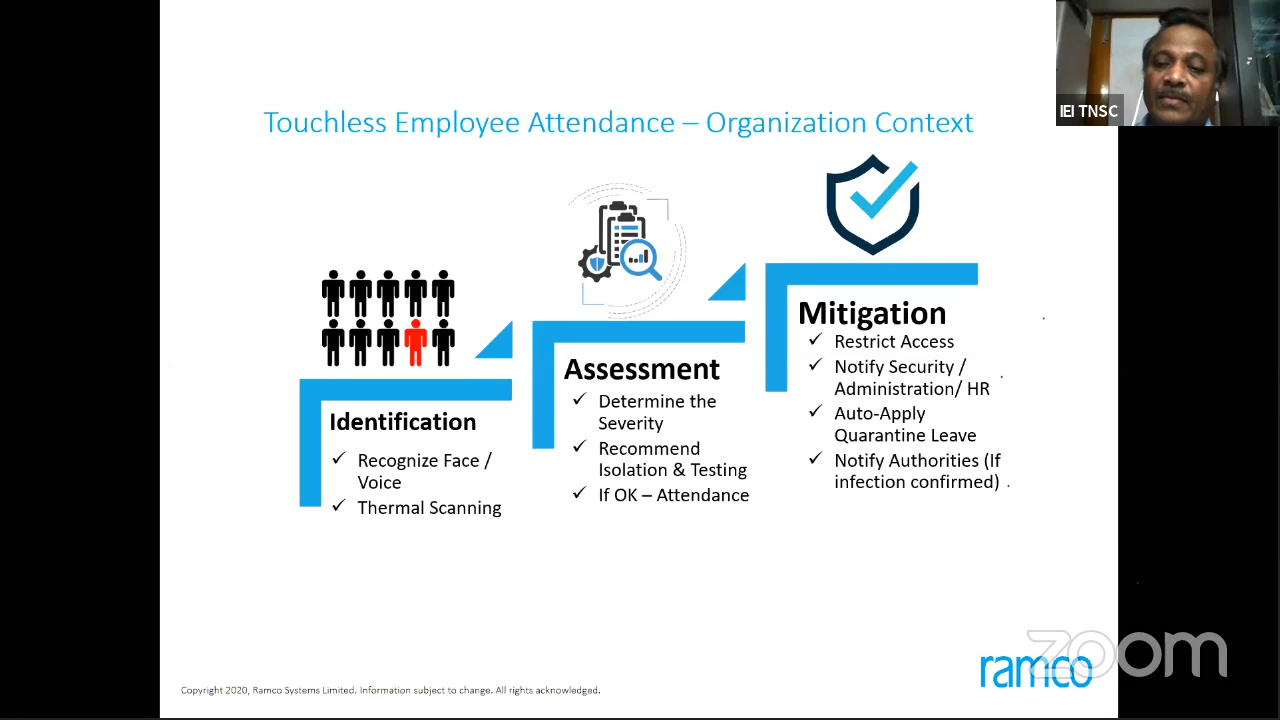 IEI TNSC
Touchless Employee Attendance – Organization Context
Identification
Recognize Face /
Voice
Thermal Scanning
Assessment
Determine the
Severity
Recommend
Isolation & Testing
If OK – Attendance
Mitigation
Restrict Access
Notify Security /
Administration/ HR
Auto-Apply
Quarantine Leave
Notify Authorities (If
infection confirmed)
Copyright 2020, Ramco Systems Limited. Information subject to change. All rights acknowledged.
ramco
zoom